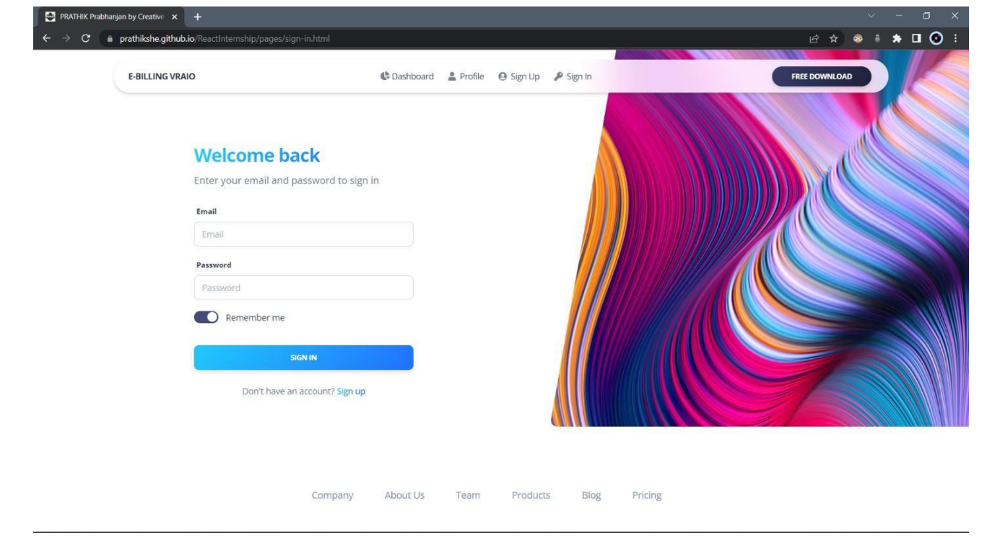 PRATHIK Prabhanjan by Creative
prathikshe.github.io/ReactInternship/pages/sign-in.html
E-BILLING VRAIO Dashboard Profile Sign Up Sign In FREE DOWNLOAD
Welcome back
Enter your email and password to sign in
Email
Email
Password
Password
Remember me
SIGN IN
Don't have an account? Sign up
Company About Us Team Products Blog Pricing